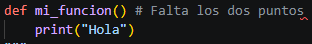 def mi_funcion() # Falta los dos puntos
    print("Hola")